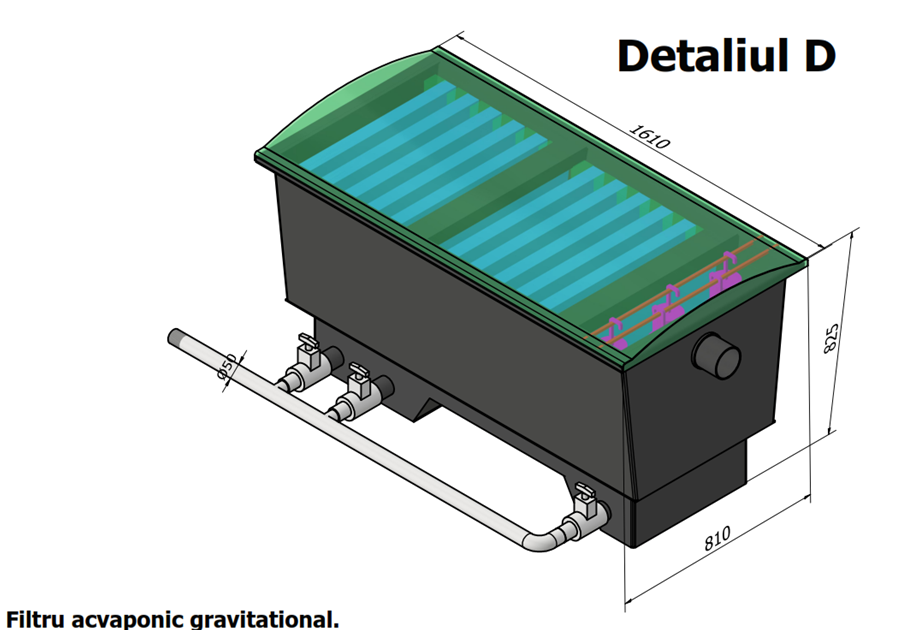 Detaliul D
1610
825
Ø50
810
Filtru acvaponic gravitational.